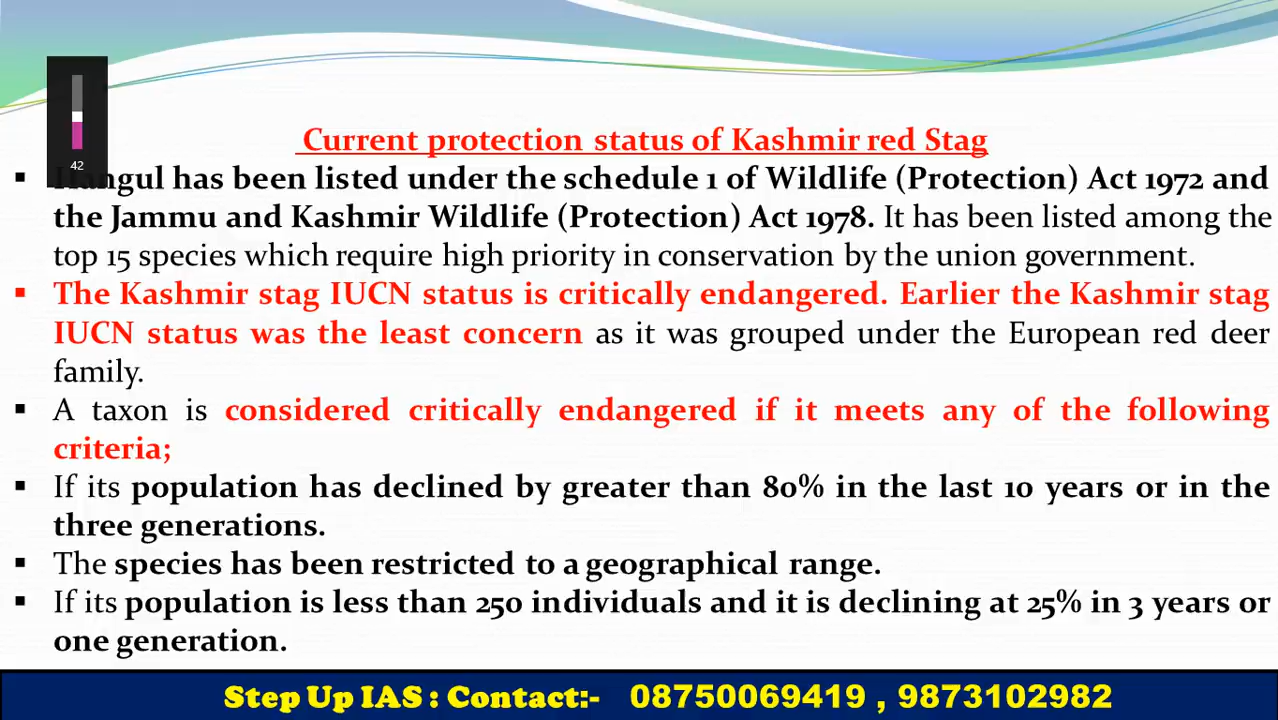 Current protection status of Kashmir red Stag
42
▪ Hangul has been listed under the schedule 1 of Wildlife (Protection) Act 1972 and
the Jammu and Kashmir Wildlife (Protection) Act 1978. It has been listed among the
top 15 species which require high priority in conservation by the union government.
▪ The Kashmir stag IUCN status is critically endangered. Earlier the Kashmir stag
IUCN status was the least concern as it was grouped under the European red deer
family.
▪ A taxon is considered critically endangered if it meets any of the following
criteria;
▪ If its population has declined by greater than 80% in the last 10 years or in the
three generations.
▪ The species has been restricted to a geographical range.
▪ If its population is less than 250 individuals and it is declining at 25% in 3 years or
one generation.
Step Up IAS : Contact:- 08750069419 , 9873102982